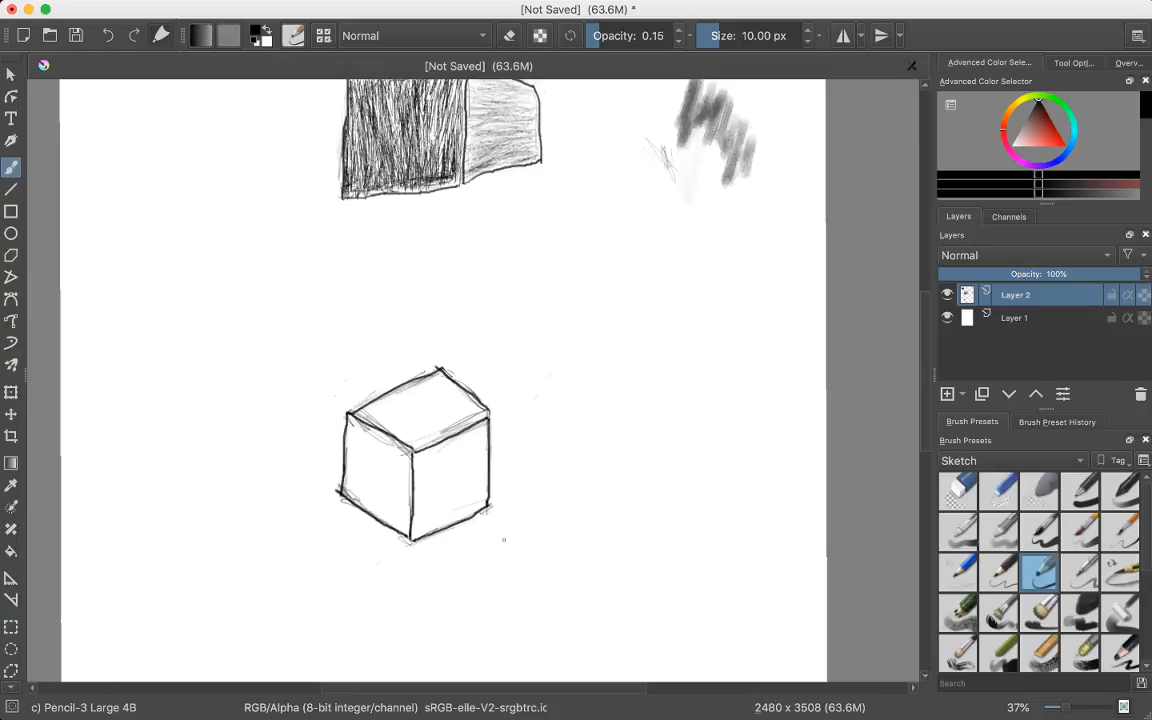 [Not Saved] (63.6M) *
Normal
Opacity: 0.15
Size: 10.00 px
[Not Saved] (63.6M)
Advanced Color Sele...
Tool Opti...
Overv...
Advanced Color Selector
Layers
Channels
Layers
Normal
Opacity: 100%
Layer 2
Layer 1
Brush Presets
Brush Preset History
Brush Presets
Sketch
Tag
Search
c) Pencil-3 Large 4B
RGB/Alpha (8-bit integer/channel) sRGB-elle-V2-srgbtrc.ic
2480 x 3508 (63.6M)
37%